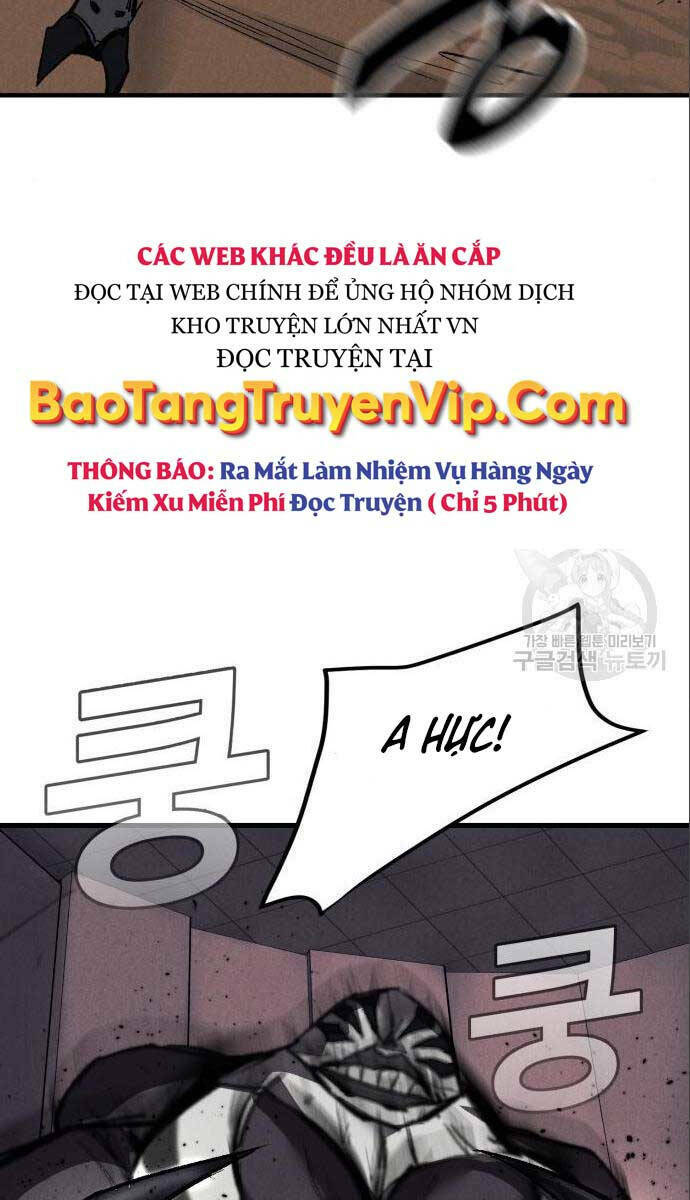 CÁC WEB KHÁC ĐỀU LÀ ĂN CẮP
ĐỌC TẠI WEB CHÍNH ĐỂ ỦNG HỘ NHÓM DỊCH
KHO TRUYỆN LỚN NHẤT VN
ĐỌC TRUYỆN TẠI
BaoTangTruyenVip.Com
THÔNG BÁO: Ra Mắt Làm Nhiệm Vụ Hàng Ngày
Kiếm Xu Miễn Phí Đọc Truyện ( Chỉ 5 Phút)
가장 빠른 웹툰 미리보기
구글검색 뉴토끼
A HỰC!
쿵
쿵